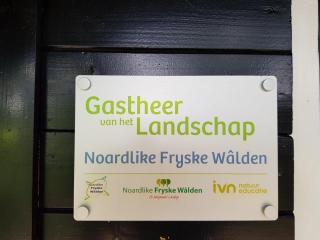 Gastheer
van het Landschap
Noardlike Fryske Wâlden
Noardlike Fryske Wâlden
ivn natuur educatie